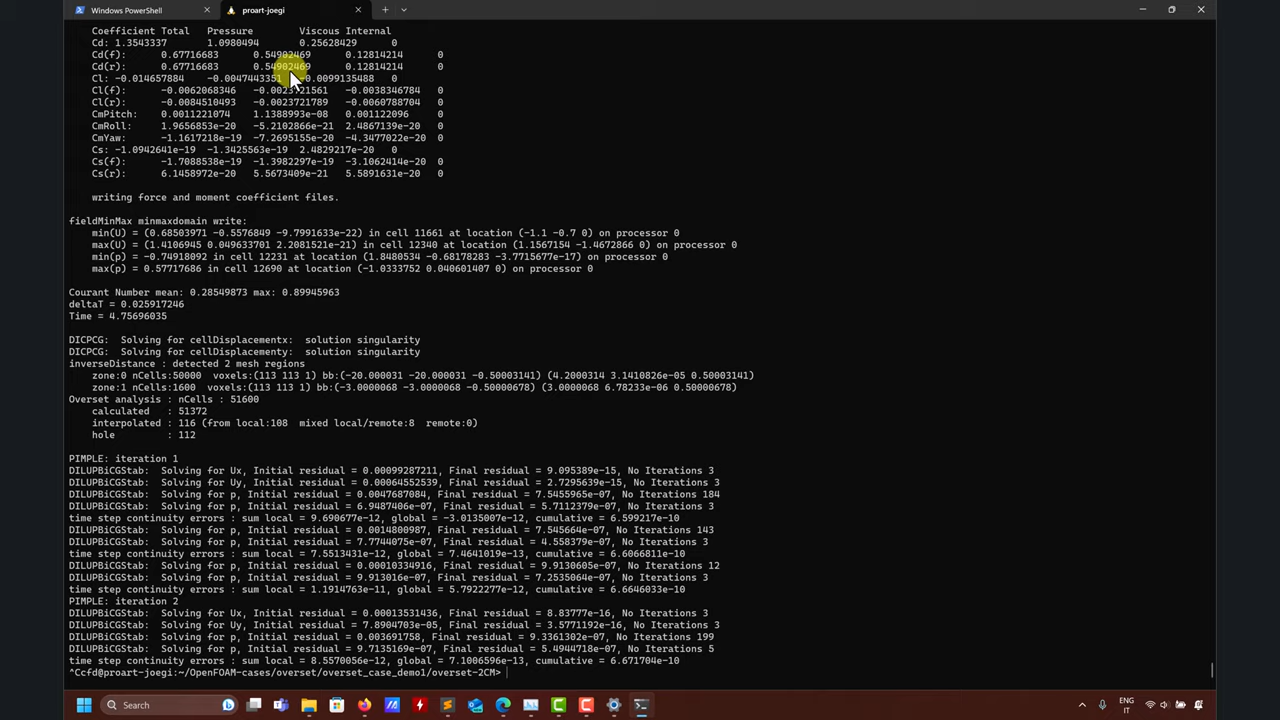 Windows PowerShell
proart-joegi
Coefficient Total Pressure Viscous Internal
Cd: 1.3543337 1.0980494 0.25628429 0
Cd(f): 0.67716683 0.54902469 0.12814214 0
Cd(r): 0.67716683 0.54902469 0.12814214 0
Cl: -0.014657884 -0.0047443351 -0.0099135488 0
Cl(f): -0.0062068346 -0.0023721561 -0.0038346784 0
Cl(r): -0.0084510493 -0.0023721789 -0.0060788704 0
CmPitch: 0.0011221074 1.1388993e-08 0.001122096 0
CmRoll: 1.9656853e-20 -5.2102866e-21 2.4867139e-20 0
CmYaw: -1.1617218e-19 -7.2695155e-20 -4.3477022e-20 0
Cs: -1.0942641e-19 -1.3425563e-19 2.4829217e-20 0
Cs(f): -1.7088538e-19 -1.3982297e-19 -3.1062414e-20 0
Cs(r): 6.1458972e-20 5.5673409e-21 5.5891631e-20 0
writing force and moment coefficient files.
fieldMinMax minmaxdomain write:
min(U) = (0.68503971 -0.5576849 -9.7991633e-22) in cell 11661 at location (-1.1 -0.7 0) on processor 0
max(U) = (1.4106945 0.049633701 2.2081521e-21) in cell 12340 at location (1.1567154 -1.4672866 0) on processor 0
min(p) = -0.74918092 in cell 12231 at location (1.8480534 -0.68178283 -3.7715677e-17) on processor 0
max(p) = 0.57717686 in cell 12690 at location (-1.0333752 0.040601407 0) on processor 0
Courant Number mean: 0.28549873 max: 0.89945963
deltaT = 0.025917246
Time = 4.75696035
DICPCG:  Solving for cellDisplacementx:  solution singularity
DICPCG:  Solving for cellDisplacementy:  solution singularity
inverseDistance : detected 2 mesh regions
zone:0 nCells:50000  voxels:(113 113 1) bb:(-20.000031 -20.000031 -0.50003141) (4.2000314 3.1410826e-05 0.50003141)
zone:1 nCells:1600  voxels:(113 113 1) bb:(-3.0000068 -3.0000068 -0.50000678) (3.0000068 6.78233e-06 0.50000678)
Overset analysis : nCells : 51600
calculated : 51372
interpolated : 116 (from local:108  mixed local/remote:8  remote:0)
hole : 112
PIMPLE: iteration 1
DILUPBiCGStab:  Solving for Ux, Initial residual = 0.00099287211, Final residual = 9.095389e-15, No Iterations 3
DILUPBiCGStab:  Solving for Uy, Initial residual = 0.00064552539, Final residual = 2.7295639e-15, No Iterations 3
DILUPBiCGStab:  Solving for p, Initial residual = 0.0047687084, Final residual = 7.5455965e-07, No Iterations 184
DILUPBiCGStab:  Solving for p, Initial residual = 6.9487406e-07, Final residual = 5.7112379e-07, No Iterations 3
time step continuity errors : sum local = 9.690677e-12, global = -3.0135007e-12, cumulative = 6.599217e-10
DILUPBiCGStab:  Solving for p, Initial residual = 0.0014800987, Final residual = 7.545664e-07, No Iterations 143
DILUPBiCGStab:  Solving for p, Initial residual = 7.7744075e-07, Final residual = 4.558379e-07, No Iterations 3
time step continuity errors : sum local = 7.5513431e-12, global = 7.4641019e-13, cumulative = 6.6066811e-10
DILUPBiCGStab:  Solving for p, Initial residual = 0.00010334916, Final residual = 9.9130605e-07, No Iterations 12
DILUPBiCGStab:  Solving for p, Initial residual = 9.913016e-07, Final residual = 7.2535064e-07, No Iterations 3
time step continuity errors : sum local = 1.1914763e-11, global = 5.7922277e-12, cumulative = 6.6646033e-10
PIMPLE: iteration 2
DILUPBiCGStab:  Solving for Ux, Initial residual = 0.00013531436, Final residual = 8.83777e-16, No Iterations 3
DILUPBiCGStab:  Solving for Uy, Initial residual = 7.8904703e-05, Final residual = 3.5771192e-16, No Iterations 3
DILUPBiCGStab:  Solving for p, Initial residual = 0.003691758, Final residual = 9.3361302e-07, No Iterations 199
DILUPBiCGStab:  Solving for p, Initial residual = 9.7135169e-07, Final residual = 5.4944718e-07, No Iterations 5
time step continuity errors : sum local = 8.5570056e-12, global = 7.1006596e-13, cumulative = 6.671704e-10
^Ccfd@proart-joegi:~/OpenFOAM-cases/overset/overset_case_demo1/overset-2CM>
Search
ENG
IT